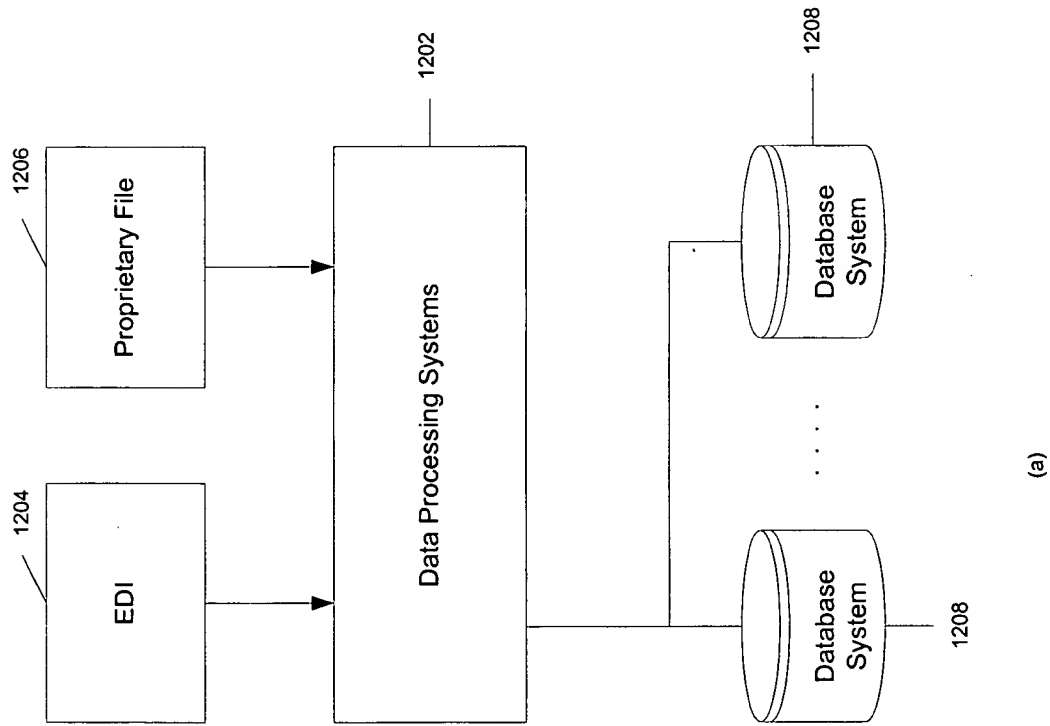 1204
1206
EDI
Proprietary File
1202
Data Processing Systems
1208
Database
System
. . . .
Database
System
1208
(a)